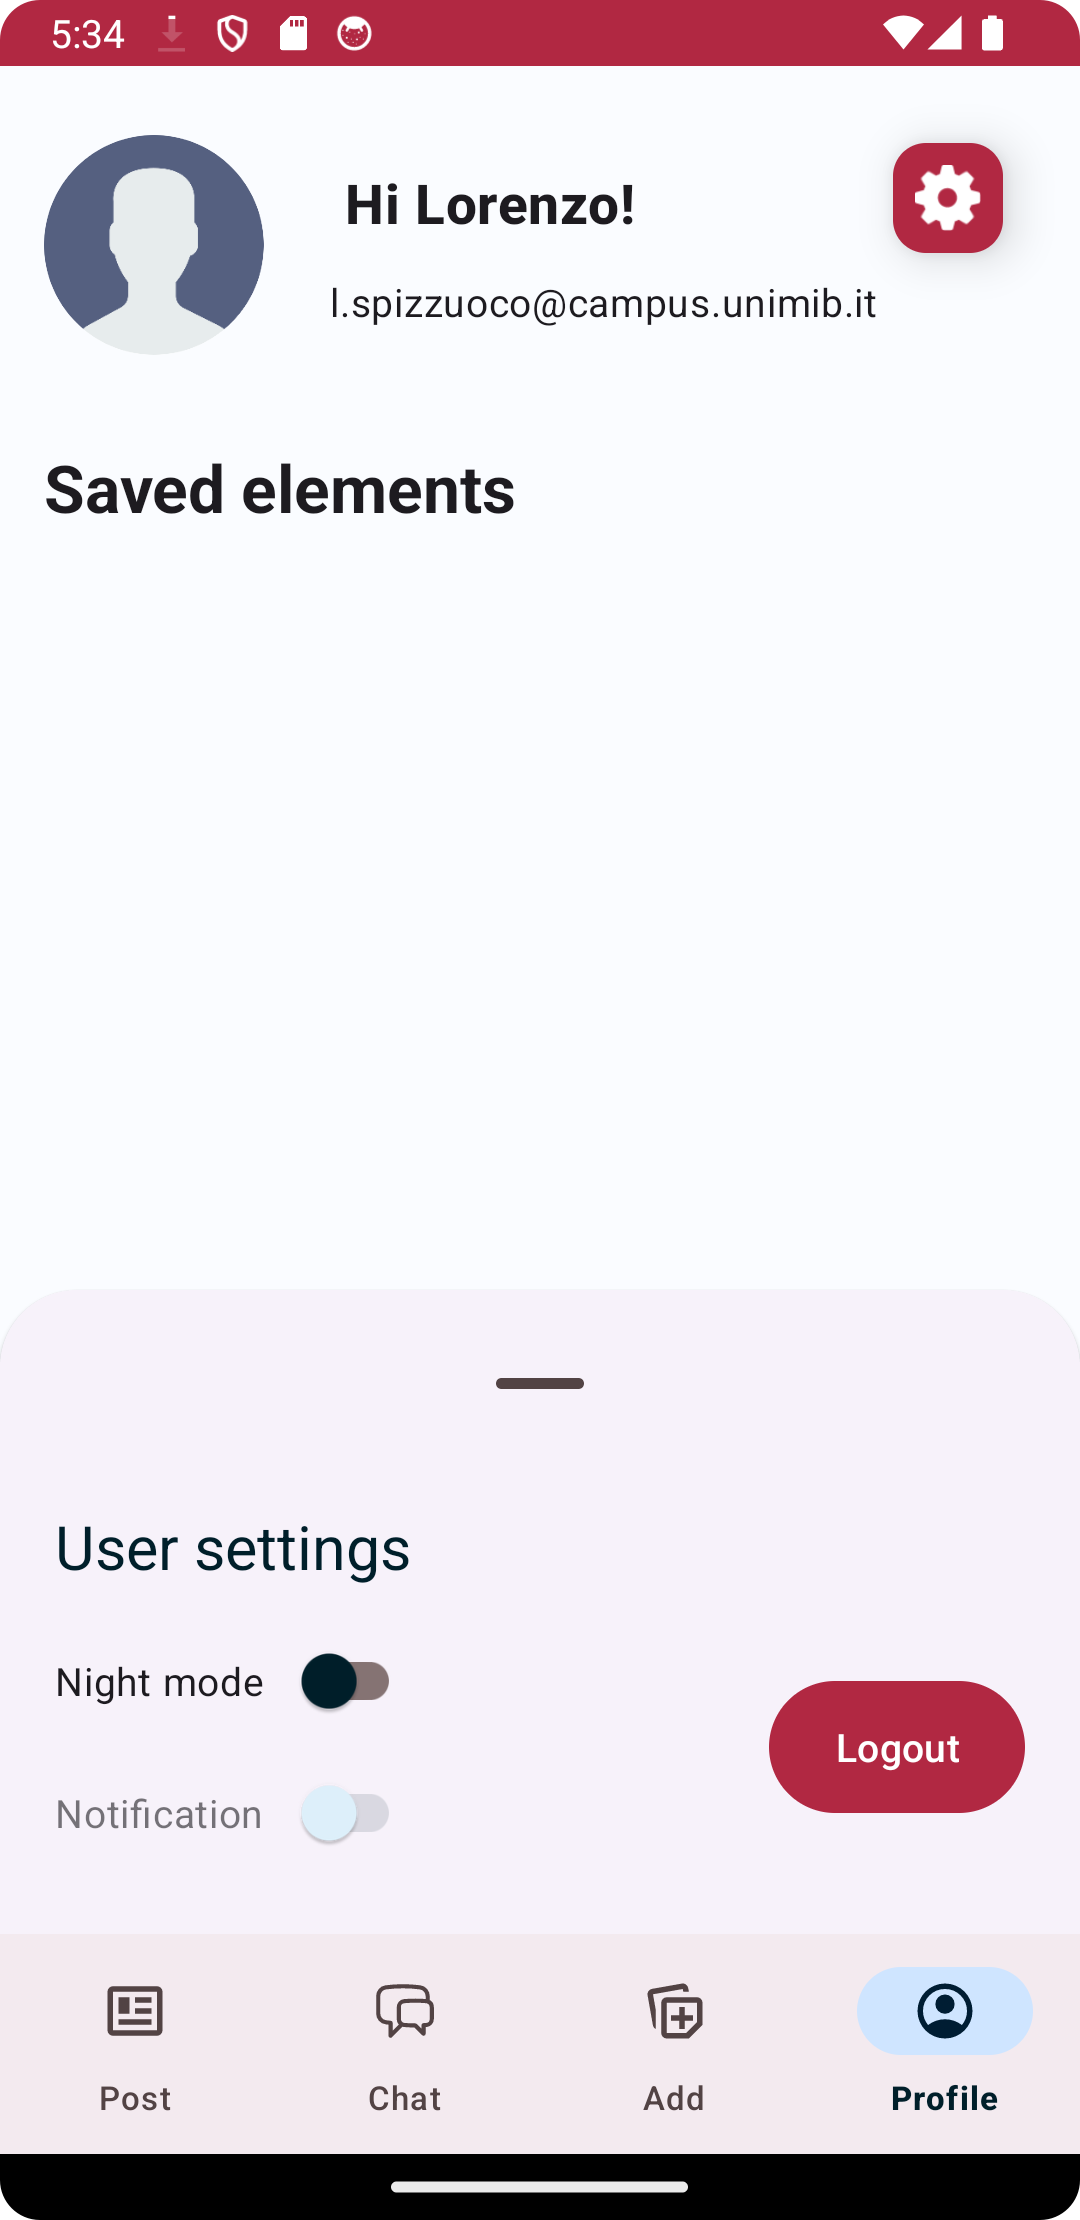 5:34
Hi Lorenzo!
l.spizzuoco@campus.unimib.it
Saved elements
User settings
Night mode
Logout
Notification
Post Chat Add Profile